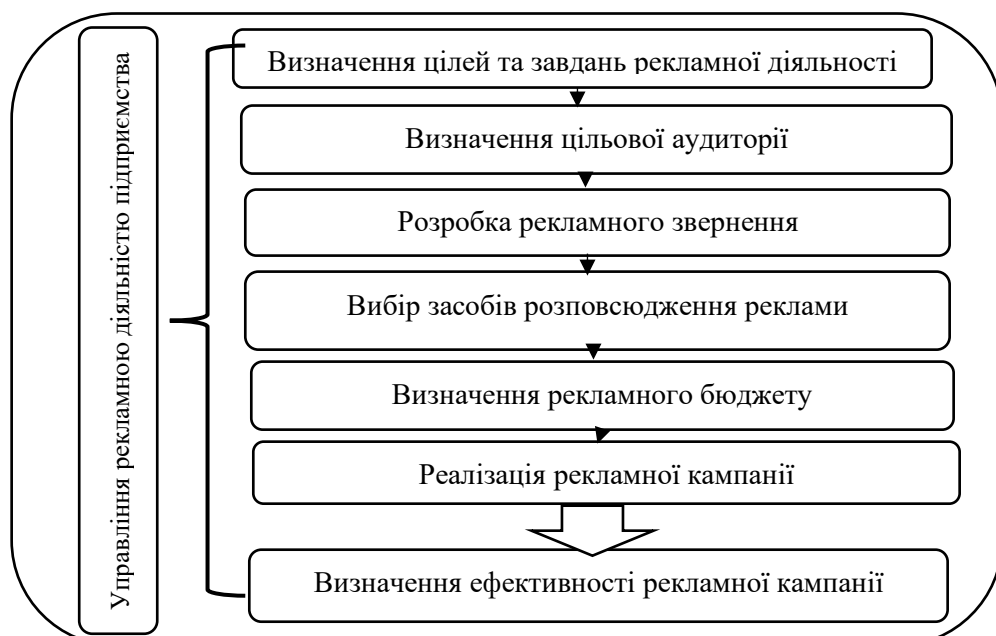 Управління рекламною діяльністю підприємства
Визначення цілей та завдань рекламної діяльності
Визначення цільової аудиторії
Розробка рекламного звернення
Вибір засобів розповсюдження реклами
Визначення рекламного бюджету
Реалізація рекламної кампанії
Визначення ефективності рекламної кампанії